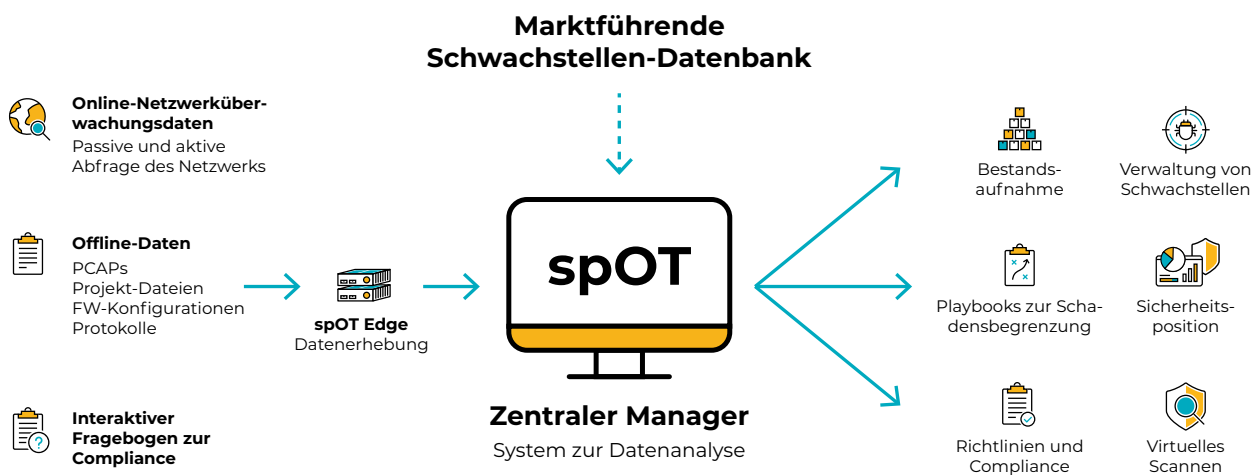 Marktführende
Schwachstellen-Datenbank
Online-Netzwerküber-
wachungsdaten
Passive und aktive
Abfrage des Netzwerks
Offline-Daten
PCAPs
Projekt-Dateien
FW-Konfigurationen
Protokolle
Interaktiver
Fragebogen zur
Compliance
spOT Edge
Datenerhebung
spOT
Zentraler Manager
System zur Datenanalyse
Bestands-
aufnahme
Verwaltung von
Schwachstellen
Playbooks zur Scha-
densbegrenzung
Sicherheits-
position
Richtlinien und
Compliance
Virtuelles
Scannen